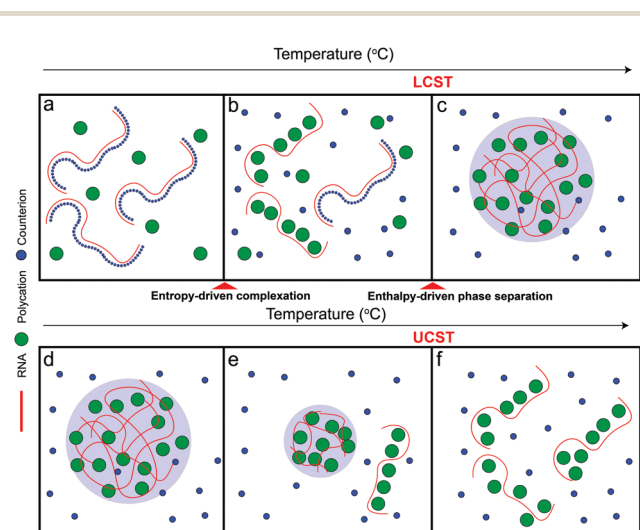 Temperature (°C)
LCST
a
b
c
Entropy-driven complexation
Enthalpy-driven phase separation
Temperature (°C)
UCST
d
e
f
RNA
Polycation
Counterion